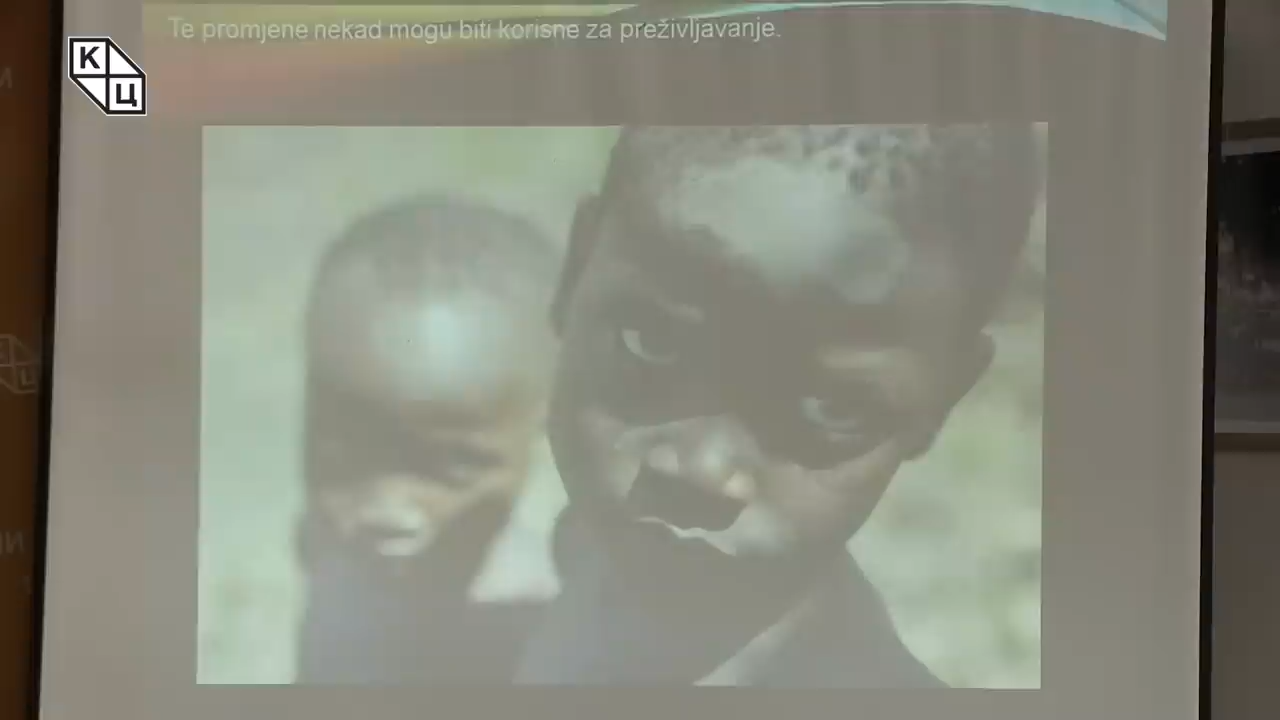 Te promjene nekad mogu biti korisne za preživljavanje.
К
Ц